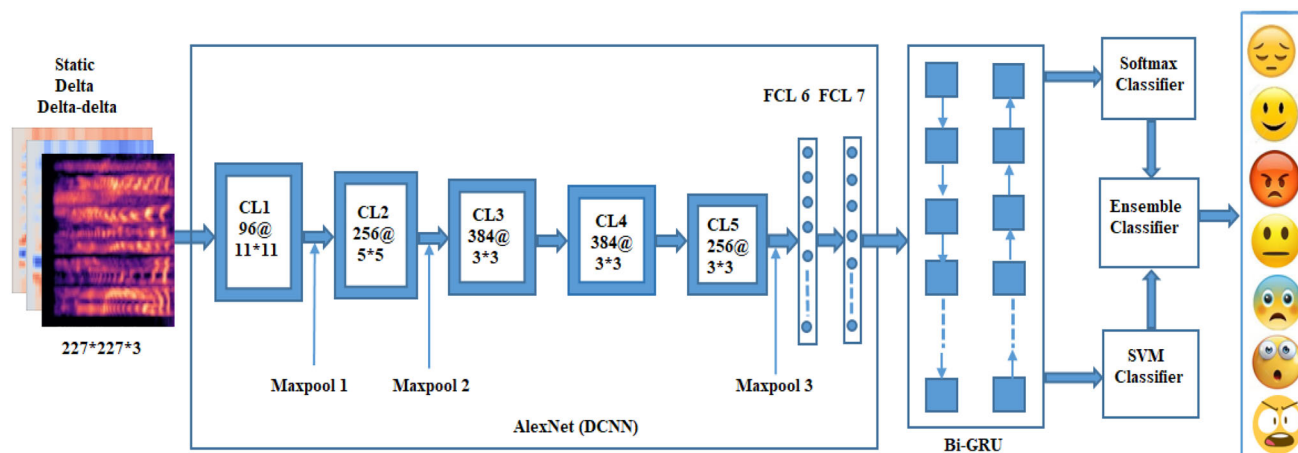 Static
Delta
Delta-delta
227*227*3
CL1
96@
11*11
CL2
256@
5*5
CL3
384@
3*3
CL4
384@
3*3
CL5
256@
3*3
FCL 6 FCL 7
Maxpool 1
Maxpool 2
Maxpool 3
AlexNet (DCNN)
Bi-GRU
Softmax
Classifier
Ensemble
Classifier
SVM
Classifier